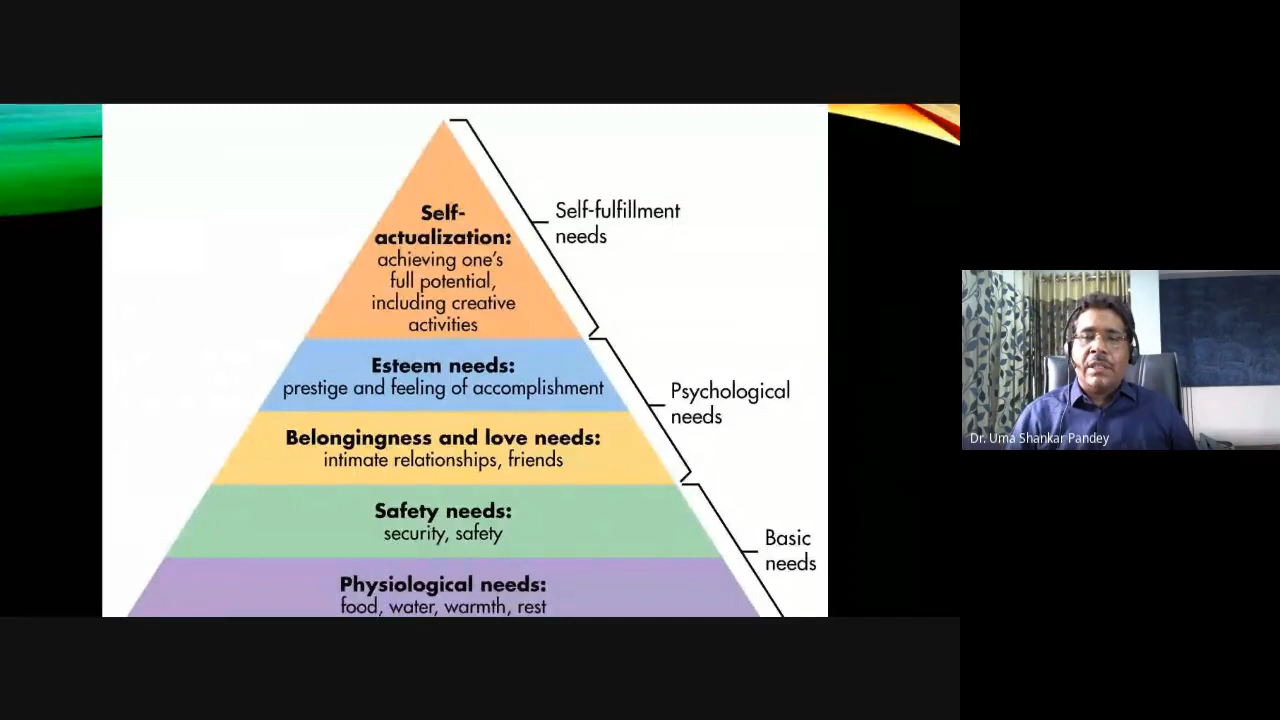 Self-
actualization:
achieving one's
full potential,
including creative
activities
Self-fulfillment
needs
Esteem needs:
prestige and feeling of accomplishment
Belongingness and love needs:
intimate relationships, friends
Psychological
needs
Safety needs:
security, safety
Physiological needs:
food, water, warmth, rest
Basic
needs
Dr. Uma Shankar Pandey